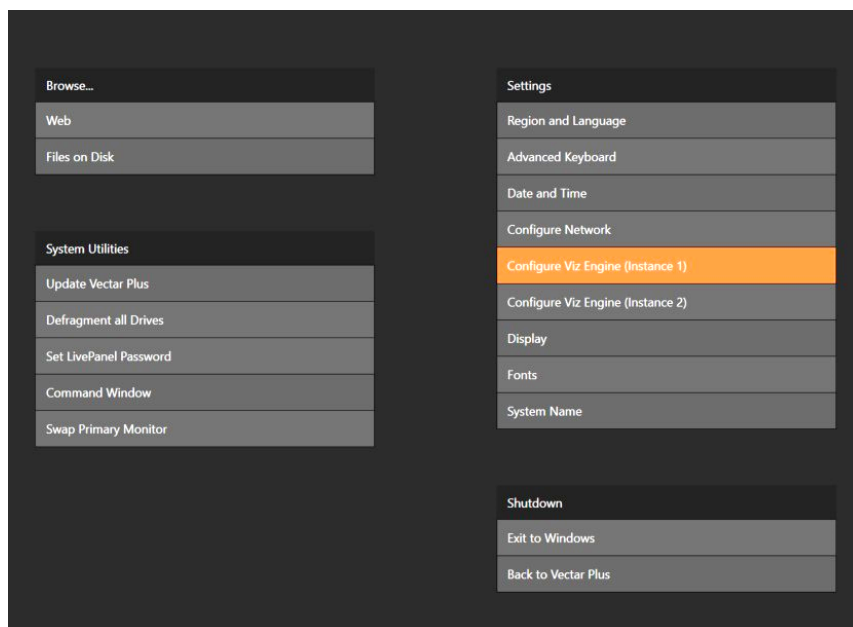 Browse...
Web
Files on Disk
System Utilities
Update Vectar Plus
Defragment all Drives
Set LivePanel Password
Command Window
Swap Primary Monitor
Settings
Region and Language
Advanced Keyboard
Date and Time
Configure Network
Configure Viz Engine (Instance 1)
Configure Viz Engine (Instance 2)
Display
Fonts
System Name
Shutdown
Exit to Windows
Back to Vectar Plus